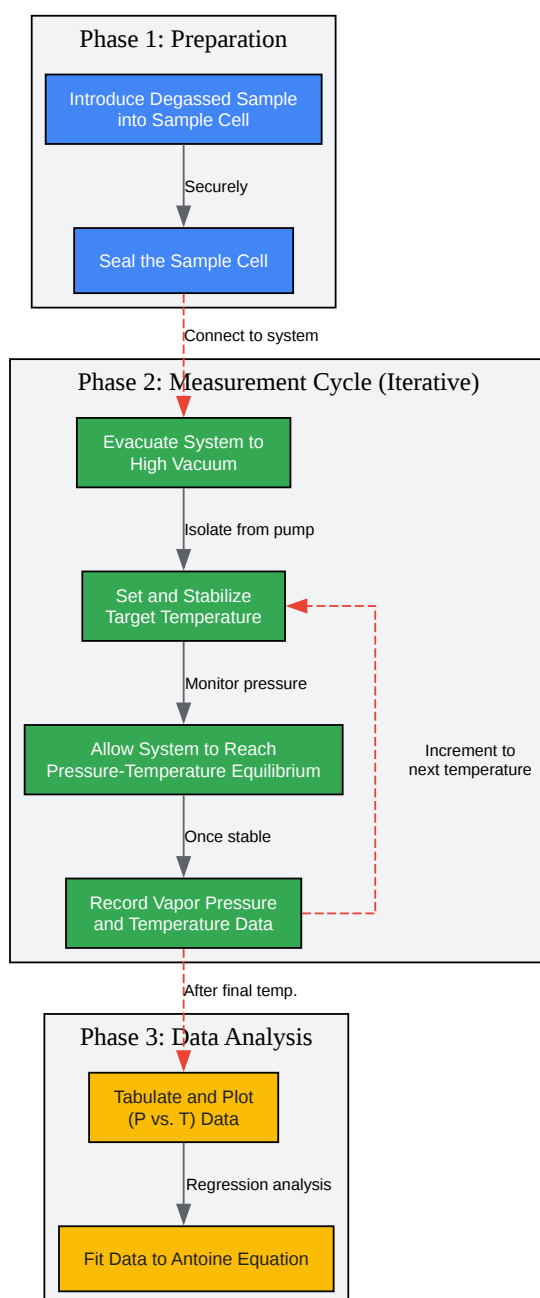 Phase 1: Preparation
Introduce Degassed Sample
into Sample Cell
Securely
Seal the Sample Cell
Connect to system
Phase 2: Measurement Cycle (Iterative)
Evacuate System to
High Vacuum
Isolate from pump
Set and Stabilize
Target Temperature
Monitor pressure
Allow System to Reach
Pressure-Temperature Equilibrium
Increment to
next temperature
Once stable
Record Vapor Pressure
and Temperature Data
After final temp.
Phase 3: Data Analysis
Tabulate and Plot
(P vs. T) Data
Regression analysis
Fit Data to Antoine Equation